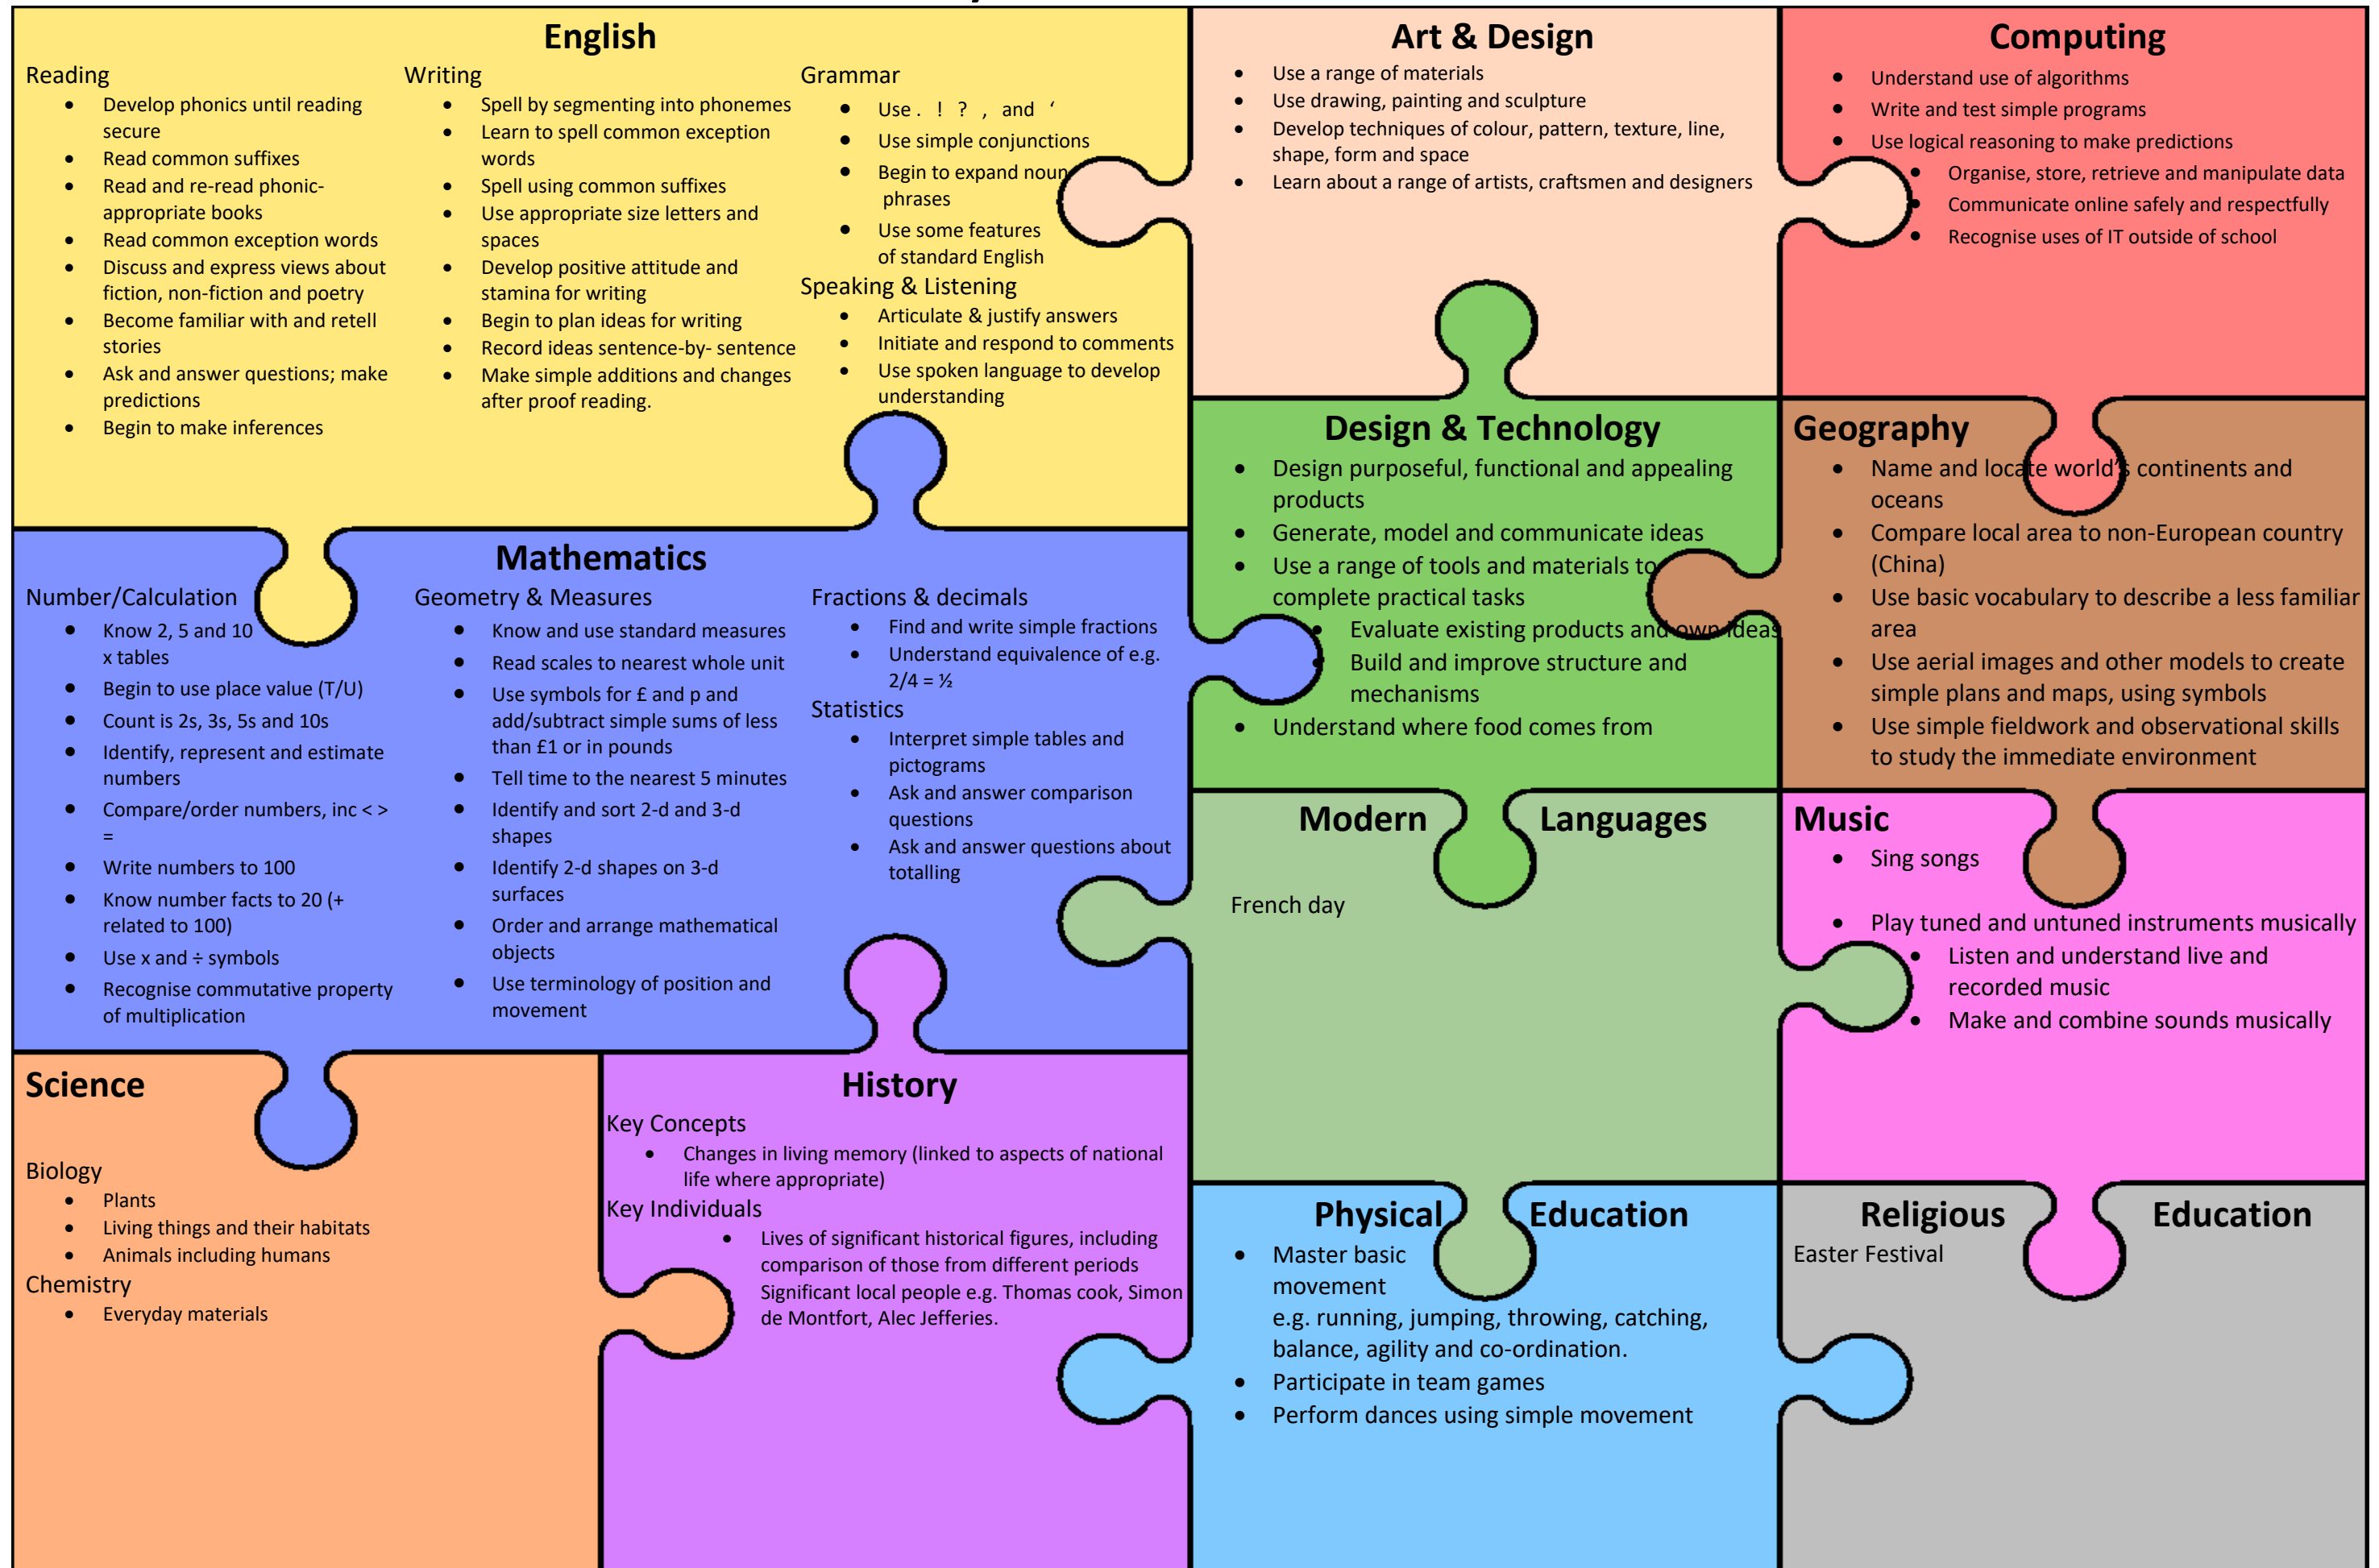 English
Reading
• Develop phonics until reading
secure
• Read common suffixes
• Read and re-read phonic-
appropriate books
• Read common exception words
• Discuss and express views about
fiction, non-fiction and poetry
• Become familiar with and retell
stories
• Ask and answer questions; make
predictions
• Begin to make inferences
Writing
• Spell by segmenting into phonemes
• Learn to spell common exception
words
• Spell using common suffixes
• Use appropriate size letters and
spaces
• Develop positive attitude and
stamina for writing
• Begin to plan ideas for writing
• Record ideas sentence-by- sentence
• Make simple additions and changes
after proof reading.
Grammar
• Use . ! ? , and ‘
• Use simple conjunctions
• Begin to expand noun
phrases
• Use some features
of standard English
Speaking & Listening
• Articulate & justify answers
• Initiate and respond to comments
• Use spoken language to develop
understanding
Art & Design
• Use a range of materials
• Use drawing, painting and sculpture
• Develop techniques of colour, pattern, texture, line,
shape, form and space
• Learn about a range of artists, craftsmen and designers
Computing
• Understand use of algorithms
• Write and test simple programs
• Use logical reasoning to make predictions
• Organise, store, retrieve and manipulate data
• Communicate online safely and respectfully
• Recognise uses of IT outside of school
Mathematics
Number/Calculation
• Know 2, 5 and 10
x tables
• Begin to use place value (T/U)
• Count is 2s, 3s, 5s and 10s
• Identify, represent and estimate
numbers
• Compare/order numbers, inc < >
=
• Write numbers to 100
• Know number facts to 20 (+
related to 100)
• Use x and ÷ symbols
• Recognise commutative property
of multiplication
Geometry & Measures
• Know and use standard measures
• Read scales to nearest whole unit
• Use symbols for £ and p and
add/subtract simple sums of less
than £1 or in pounds
• Tell time to the nearest 5 minutes
• Identify and sort 2-d and 3-d
shapes
• Identify 2-d shapes on 3-d
surfaces
• Order and arrange mathematical
objects
• Use terminology of position and
movement
Fractions & decimals
• Find and write simple fractions
• Understand equivalence of e.g.
2/4 = ½
Statistics
• Interpret simple tables and
pictograms
• Ask and answer comparison
questions
• Ask and answer questions about
totalling
Design & Technology
• Design purposeful, functional and appealing
products
• Generate, model and communicate ideas
• Use a range of tools and materials to
complete practical tasks
• Evaluate existing products and own ideas
• Build and improve structure and
mechanisms
• Understand where food comes from
Geography
• Name and locate world's continents and
oceans
• Compare local area to non-European country
(China)
• Use basic vocabulary to describe a less familiar
area
• Use aerial images and other models to create
simple plans and maps, using symbols
• Use simple fieldwork and observational skills
to study the immediate environment
Modern Languages
French day
Music
• Sing songs
• Play tuned and untuned instruments musically
• Listen and understand live and
recorded music
• Make and combine sounds musically
Science
Biology
• Plants
• Living things and their habitats
• Animals including humans
Chemistry
• Everyday materials
History
Key Concepts
• Changes in living memory (linked to aspects of national
life where appropriate)
Key Individuals
• Lives of significant historical figures, including
comparison of those from different periods
Significant local people e.g. Thomas cook, Simon
de Montfort, Alec Jefferies.
Physical Education
• Master basic
movement
e.g. running, jumping, throwing, catching,
balance, agility and co-ordination.
• Participate in team games
• Perform dances using simple movement
Religious Education
Easter Festival